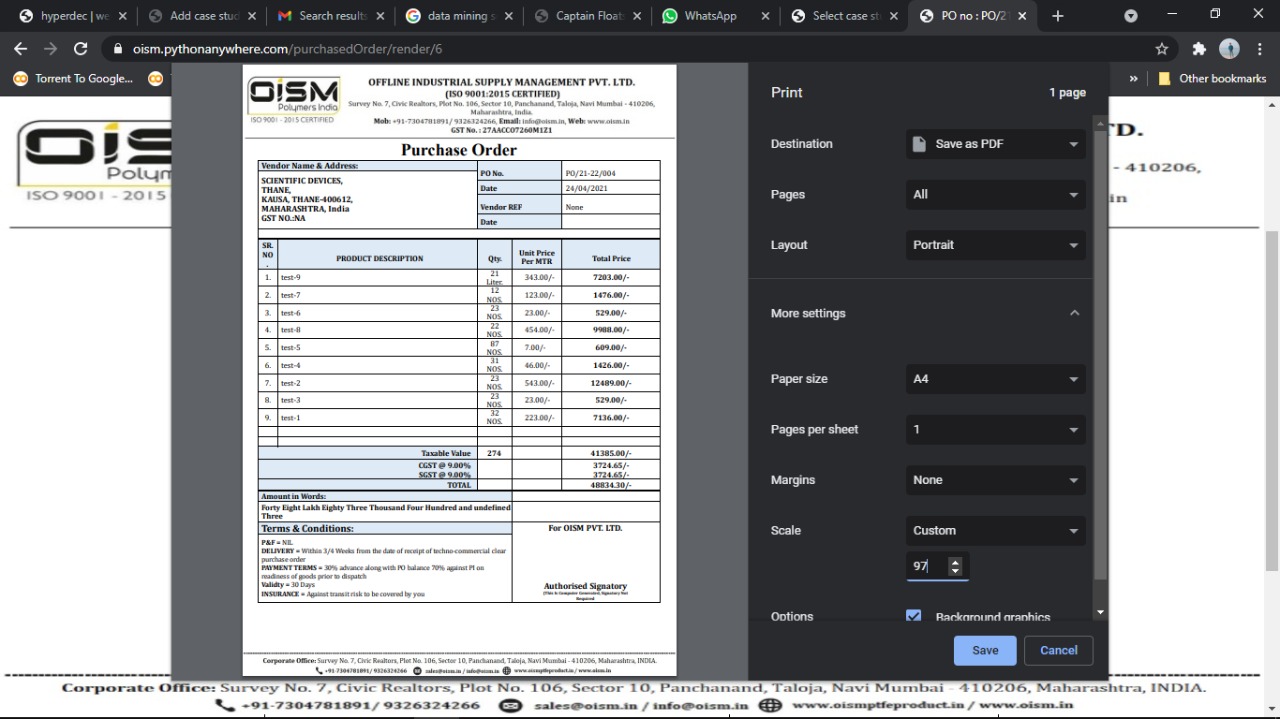 hyperdec | we
Add case stud
Search results
data mining s
Captain Float
WhatsApp
Select case st
PO no : PO/21
oism.pythonanywhere.com/purchasedOrder/render/6
Torrent To Google...
Other bookmarks
OISM
Polymers India
ISO 9001 - 2015 CERTIFIED
OFFLINE INDUSTRIAL SUPPLY MANAGEMENT PVT. LTD.
(ISO 9001:2015 CERTIFIED)
Survey No. 7, Civic Realtors, Plot No. 106, Sector 10, Panchanand, Taloja, Navi Mumbai - 410206,
Maharashtra, India.
Mob: +91-7304781891/ 9326324266, Email: info@oism.in, Web: www.oism.in
GST No. : 27AACCO7260M1Z1
Purchase Order
Vendor Name & Address:
SCIENTIFIC DEVICES,
THANE,
KAUSA, THANE-400612,
MAHARASHTRA, India
GST NO.:NA
PO No. PO/21-22/004
Date 24/04/2021
Vendor REF None
Date
SR. NO . PRODUCT DESCRIPTION Qty. Unit Price Per MTR Total Price
1. test-9 21 Liter. 343.00/- 7203.00/-
2. test-7 12 NOS. 123.00/- 1476.00/-
3. test-6 23 NOS. 23.00/- 529.00/-
4. test-8 22 NOS. 454.00/- 9988.00/-
5. test-5 87 NOS. 7.00/- 609.00/-
6. test-4 31 NOS. 46.00/- 1426.00/-
7. test-2 23 NOS. 543.00/- 12489.00/-
8. test-3 23 NOS. 23.00/- 529.00/-
9. test-1 32 NOS. 223.00/- 7136.00/-
Taxable Value 274 41385.00/-
CGST @ 9.00% 3724.65/-
SGST @ 9.00% 3724.65/-
TOTAL 48834.30/-
Amount in Words:
Forty Eight Lakh Eighty Three Thousand Four Hundred and undefined
Three
Terms & Conditions:
P&F = NIL
DELIVERY = Within 3/4 Weeks from the date of receipt of techno-commercial clear
purchase order
PAYMENT TERMS = 30% advance along with PO balance 70% against PI on
readiness of goods prior to dispatch
Validty = 30 Days
INSURANCE = Against transit risk to be covered by you
For OISM PVT. LTD.
Authorised Signatory
(This Is Computer Generated, Signatory Not
Required
Corporate Office: Survey No. 7, Civic Realtors, Plot No. 106, Sector 10, Panchanand, Taloja, Navi Mumbai - 410206, Maharashtra, INDIA.
+91-7304781891/ 9326324266 sales@oism.in / info@oism.in www.oismptfeproduct.in / www.oism.in
Print 1 page
Destination Save as PDF
Pages All
Layout Portrait
More settings
Paper size A4
Pages per sheet 1
Margins None
Scale Custom
97
Options Background graphics
Save Cancel
OIS
Polym
ISO 9001 - 2015
TD.
- 410206,
in
Corporate Office: Survey No. 7, Civic Realtors, Plot No. 106, Sector 10, Panchanand, Taloja, Navi Mumbai - 410206, Maharashtra, INDIA.
+91-7304781891/ 9326324266 sales@oism.in / info@oism.in www.oismptfeproduct.in / www.oism.in